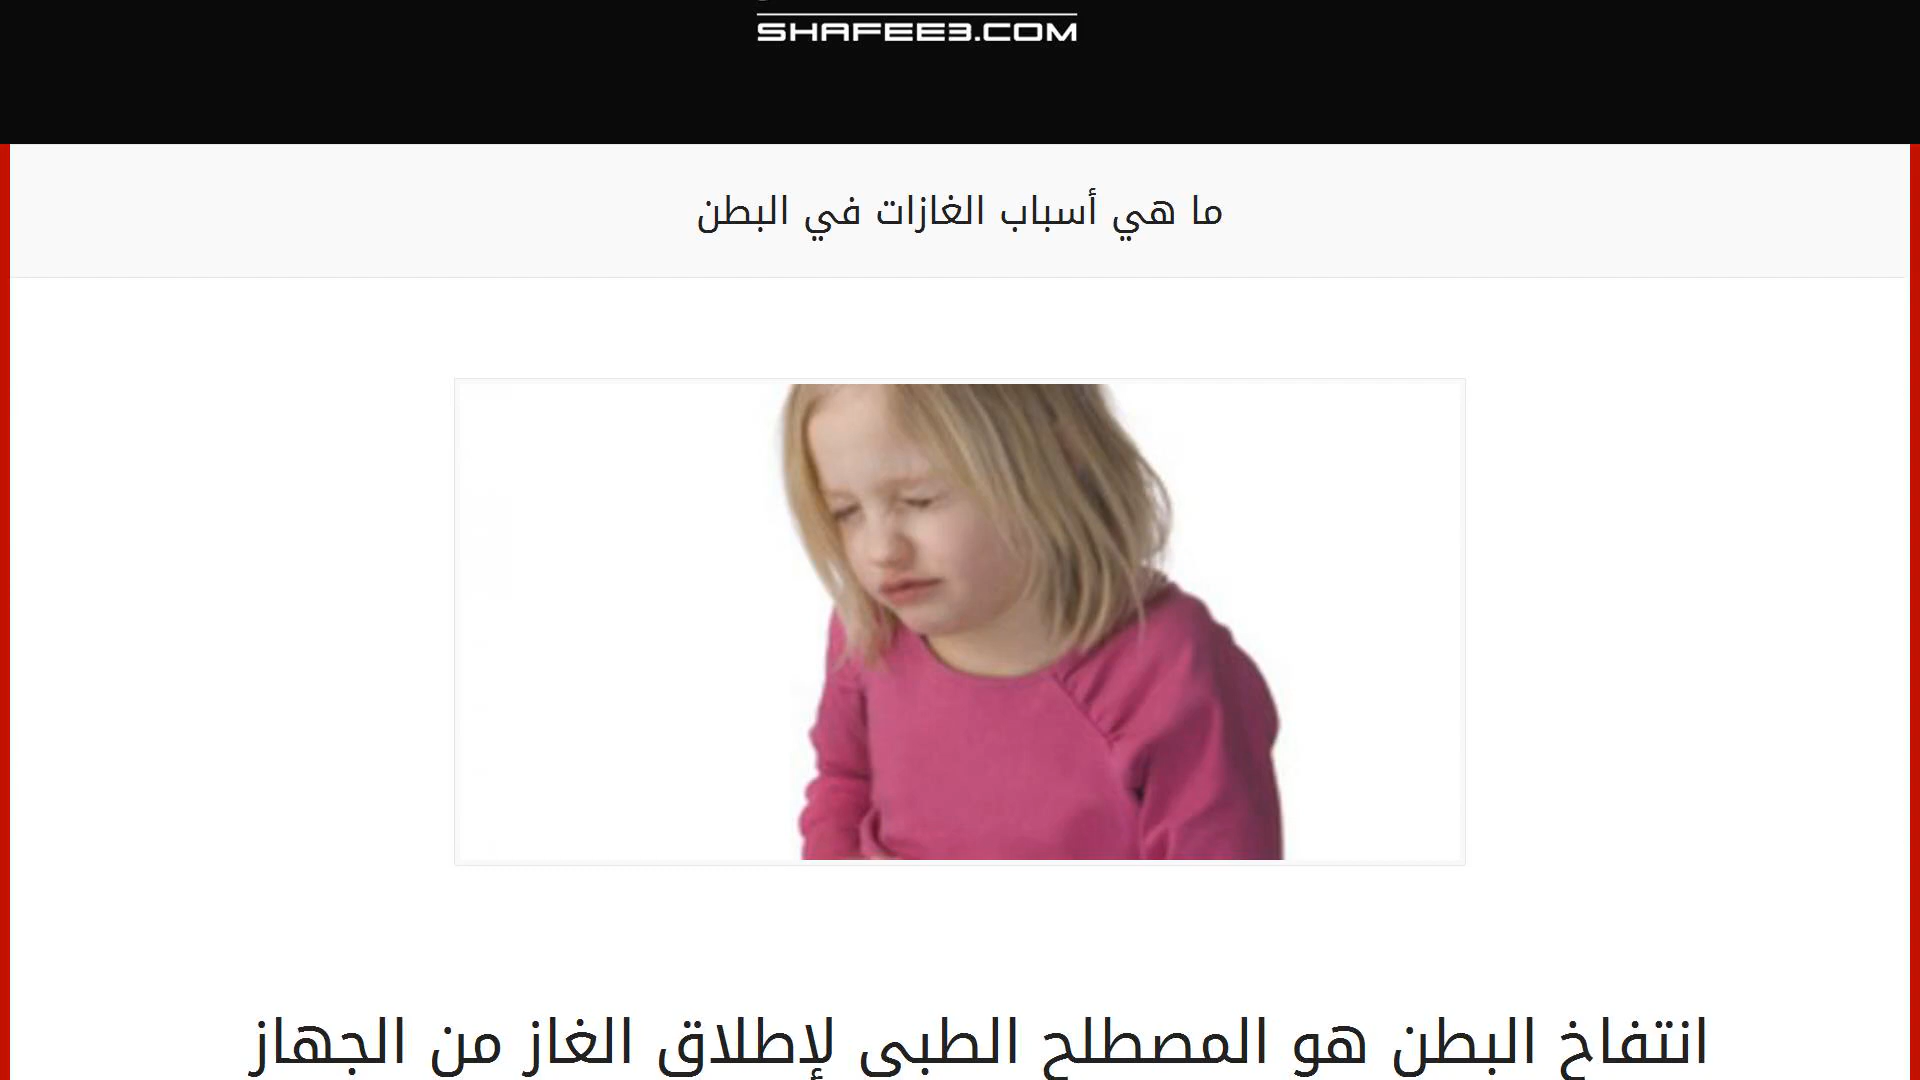 SHAFEE3.COM
ما هي أسباب الغازات في البطن
انتفاخ البطن هو المصطلح الطبى لإطلاق الغاز من الجهاز